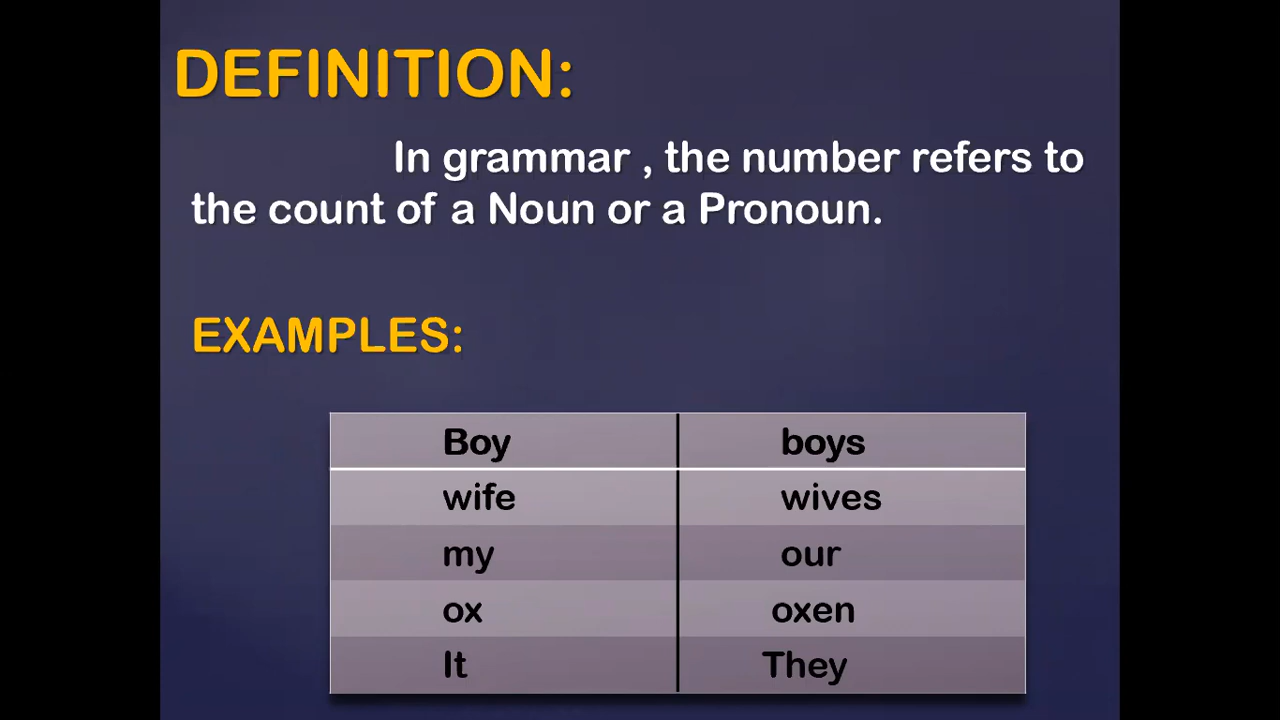 DEFINITION:
In grammar , the number refers to
the count of a Noun or a Pronoun.
EXAMPLES:
Boy boys
wife wives
my our
ox oxen
It They